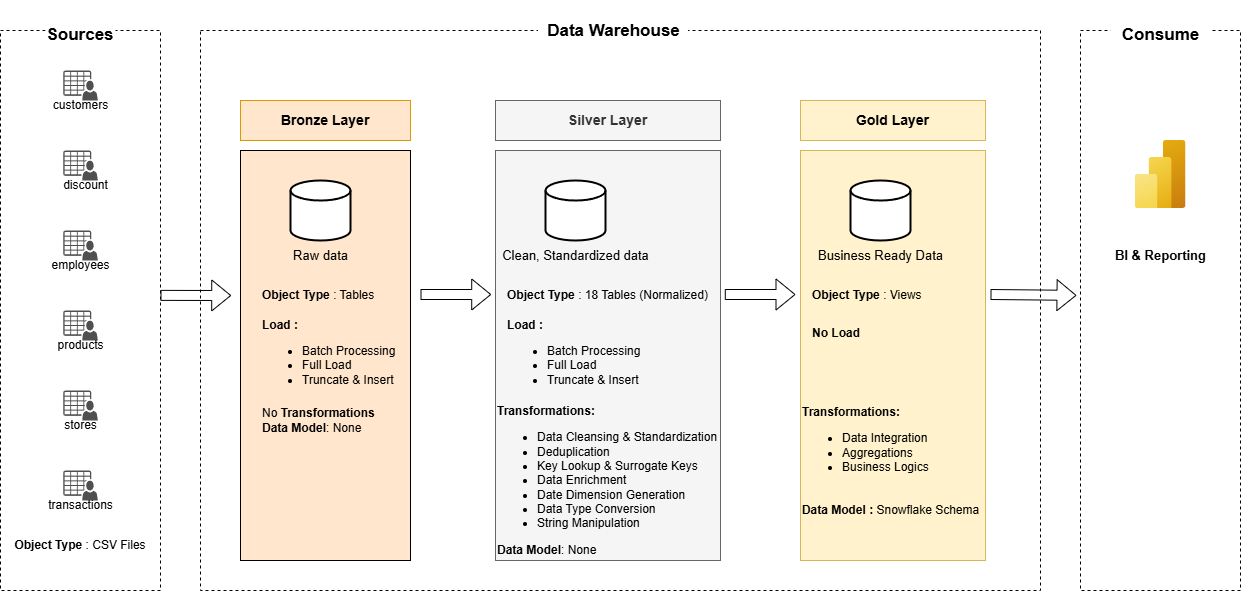 Sources
customers
discount
employees
products
stores
transactions
Object Type : CSV Files
Data Warehouse
Bronze Layer
Raw data
Object Type : Tables
Load :
Batch Processing
Full Load
Truncate & Insert
No Transformations
Data Model: None
Silver Layer
Clean, Standardized data
Object Type : 18 Tables (Normalized)
Load :
Batch Processing
Full Load
Truncate & Insert
Transformations:
Data Cleansing & Standardization
Deduplication
Key Lookup & Surrogate Keys
Data Enrichment
Date Dimension Generation
Data Type Conversion
String Manipulation
Data Model: None
Gold Layer
Business Ready Data
Object Type : Views
No Load
Transformations:
Data Integration
Aggregations
Business Logics
Data Model : Snowflake Schema
Consume
BI & Reporting